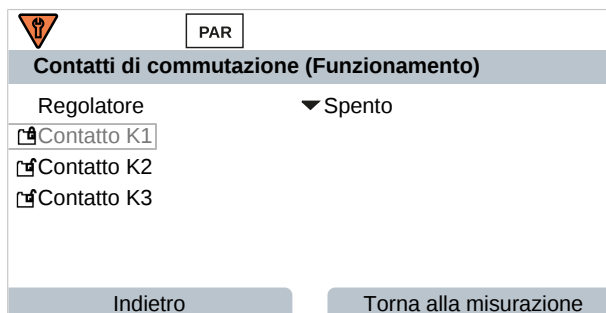 PAR
Contatti di commutazione (Funzionamento)
Regolatore Spento
Contatto K1
Contatto K2
Contatto K3
Indietro Torna alla misurazione